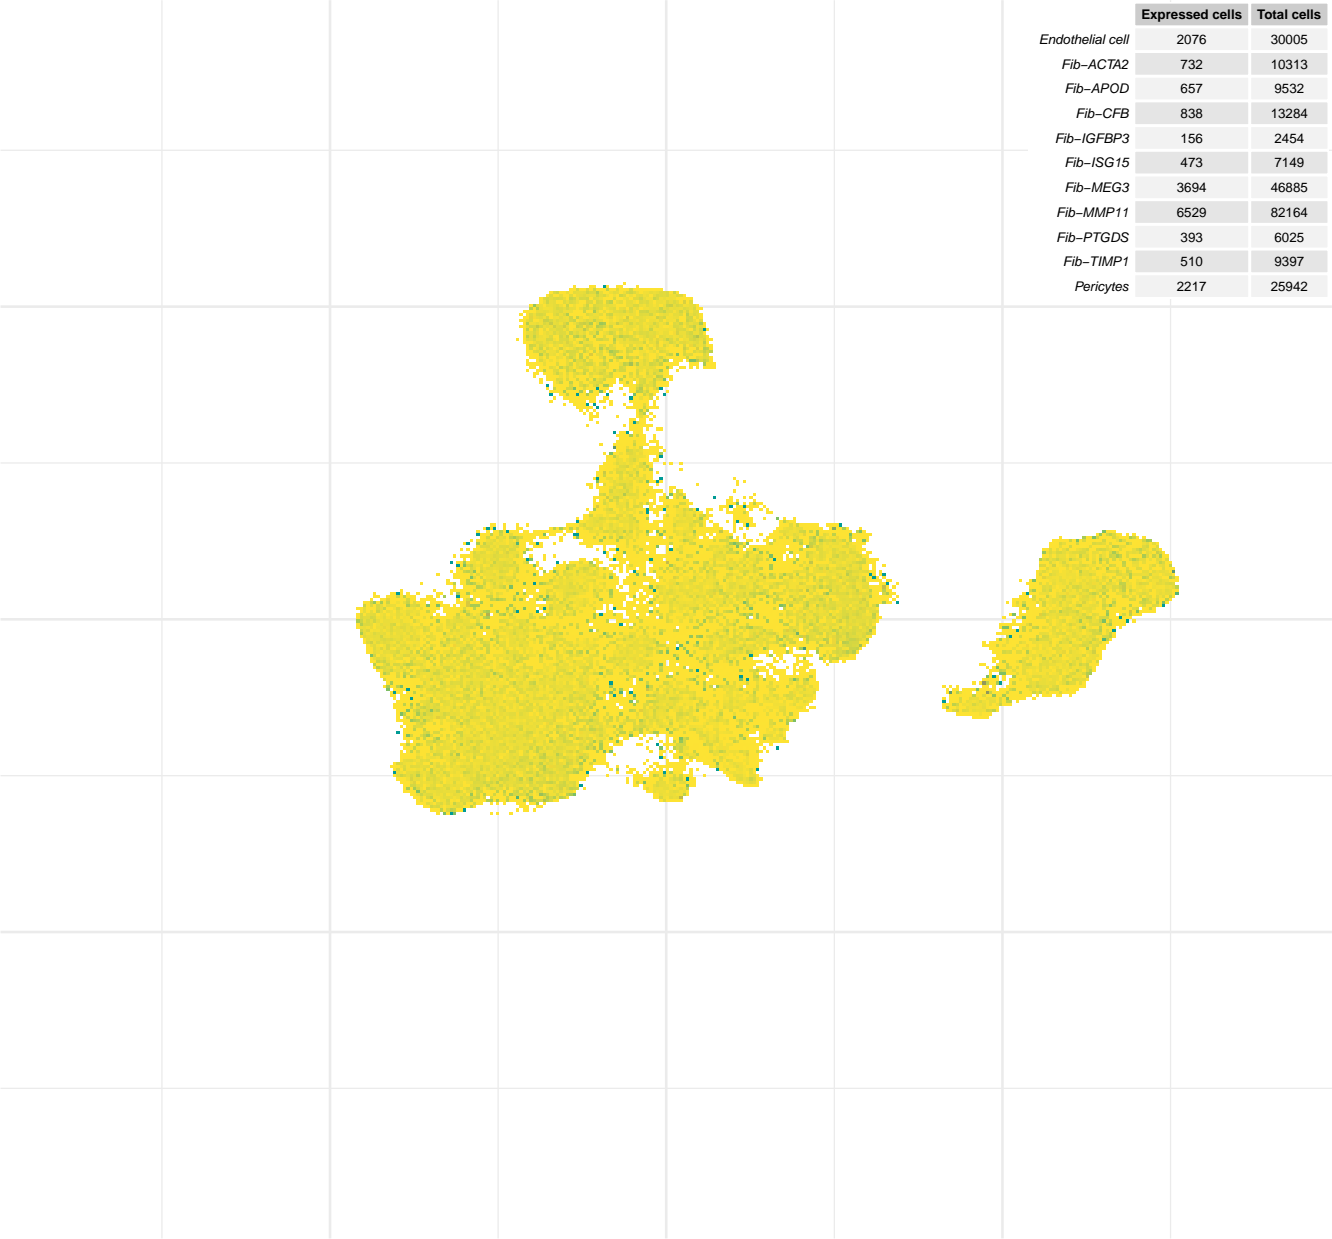 Expressed cells Total cells
Endothelial cell 2076 30005
Fib−ACTA2 732 10313
Fib−APOD 657 9532
Fib−CFB 838 13284
Fib−IGFBP3 156 2454
Fib−ISG15 473 7149
Fib−MEG3 3694 46885
Fib−MMP11 6529 82164
Fib−PTGDS 393 6025
Fib−TIMP1 510 9397
Pericytes 2217 25942